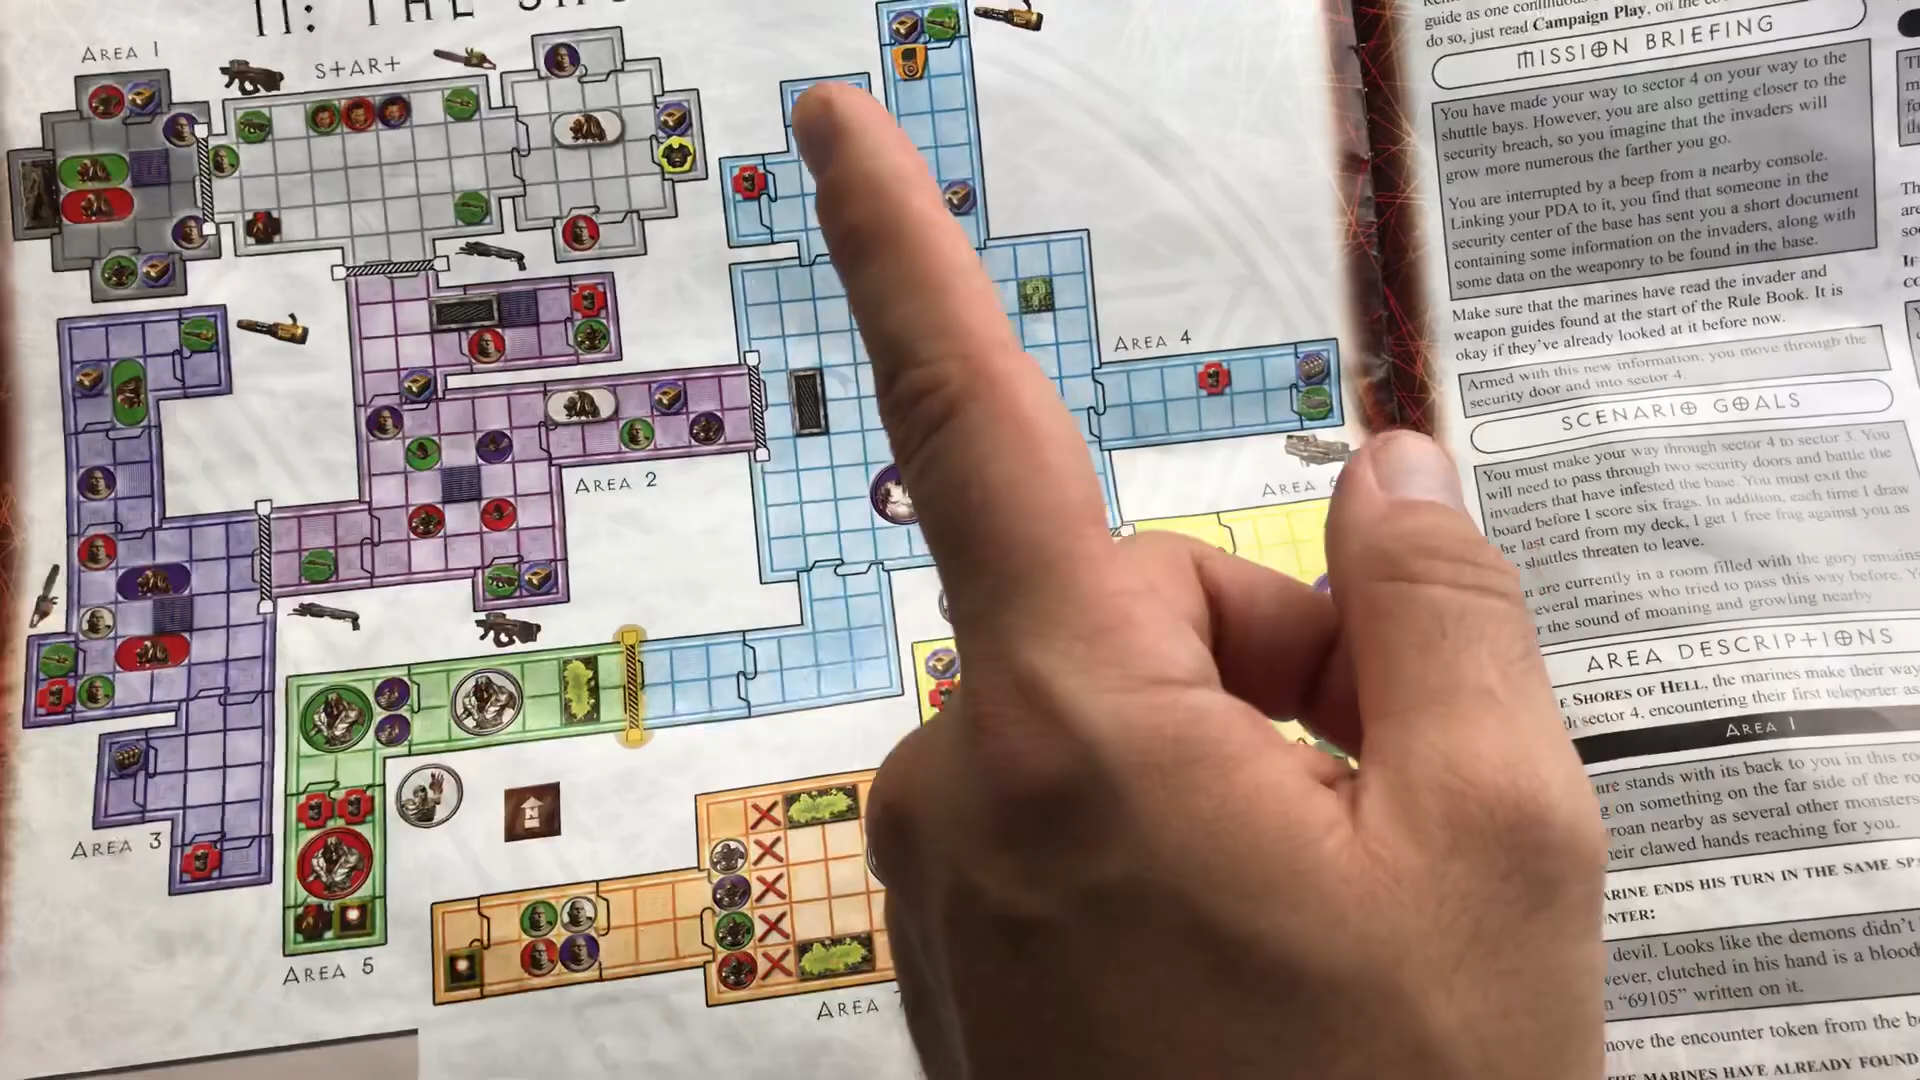 II: THE
AREA 1
START
AREA 2
AREA 4
AREA
AREA 3
AREA 5
AREA 7
N
guide as one continuous
do so, just read Campaign Play, on the
MISSION BRIEFING
You have made your way to sector 4 on your way to the
shuttle bays. However, you are also getting closer to the
security breach, so you imagine that the invaders will
grow more numerous the farther you go.
You are interrupted by a beep from a nearby console.
Linking your PDA to it, you find that someone in the
security center of the base has sent you a short document
containing some information on the invaders, along with
some data on the weaponry to be found in the base.
Make sure that the marines have read the invader and
weapon guides found at the start of the Rule Book. It is
okay if they've already looked at it before now.
Armed with this new information, you move through the
security door and into sector 4.
SCENARIO GOALS
You must make your way through sector 4 to sector 3. You
will need to pass through two security doors and battle the
invaders that have infested the base. You must exit the
board before I score six frags. In addition, each time I draw
he last card from my deck, I get 1 free frag against you as
shuttles threaten to leave.
are currently in a room filled with the gory remains
everal marines who tried to pass this way before.
r the sound of moaning and growling nearby.
AREA DESCRIPTIONS
E SHORES OF HELL, the marines make their way
sector 4, encountering their first teleporter as
AREA 1
ure stands with its back to you in this
g on something on the far side of the
roan nearby as several other monsters
heir clawed hands reaching for you.
ARINE ENDS HIS TURN IN THE SAME
NTER:
devil. Looks like the demons didn't
ever, clutched in his hand is a
n "69105" written on it.
move the encounter token from the
MARINES HAVE ALREADY FOUND